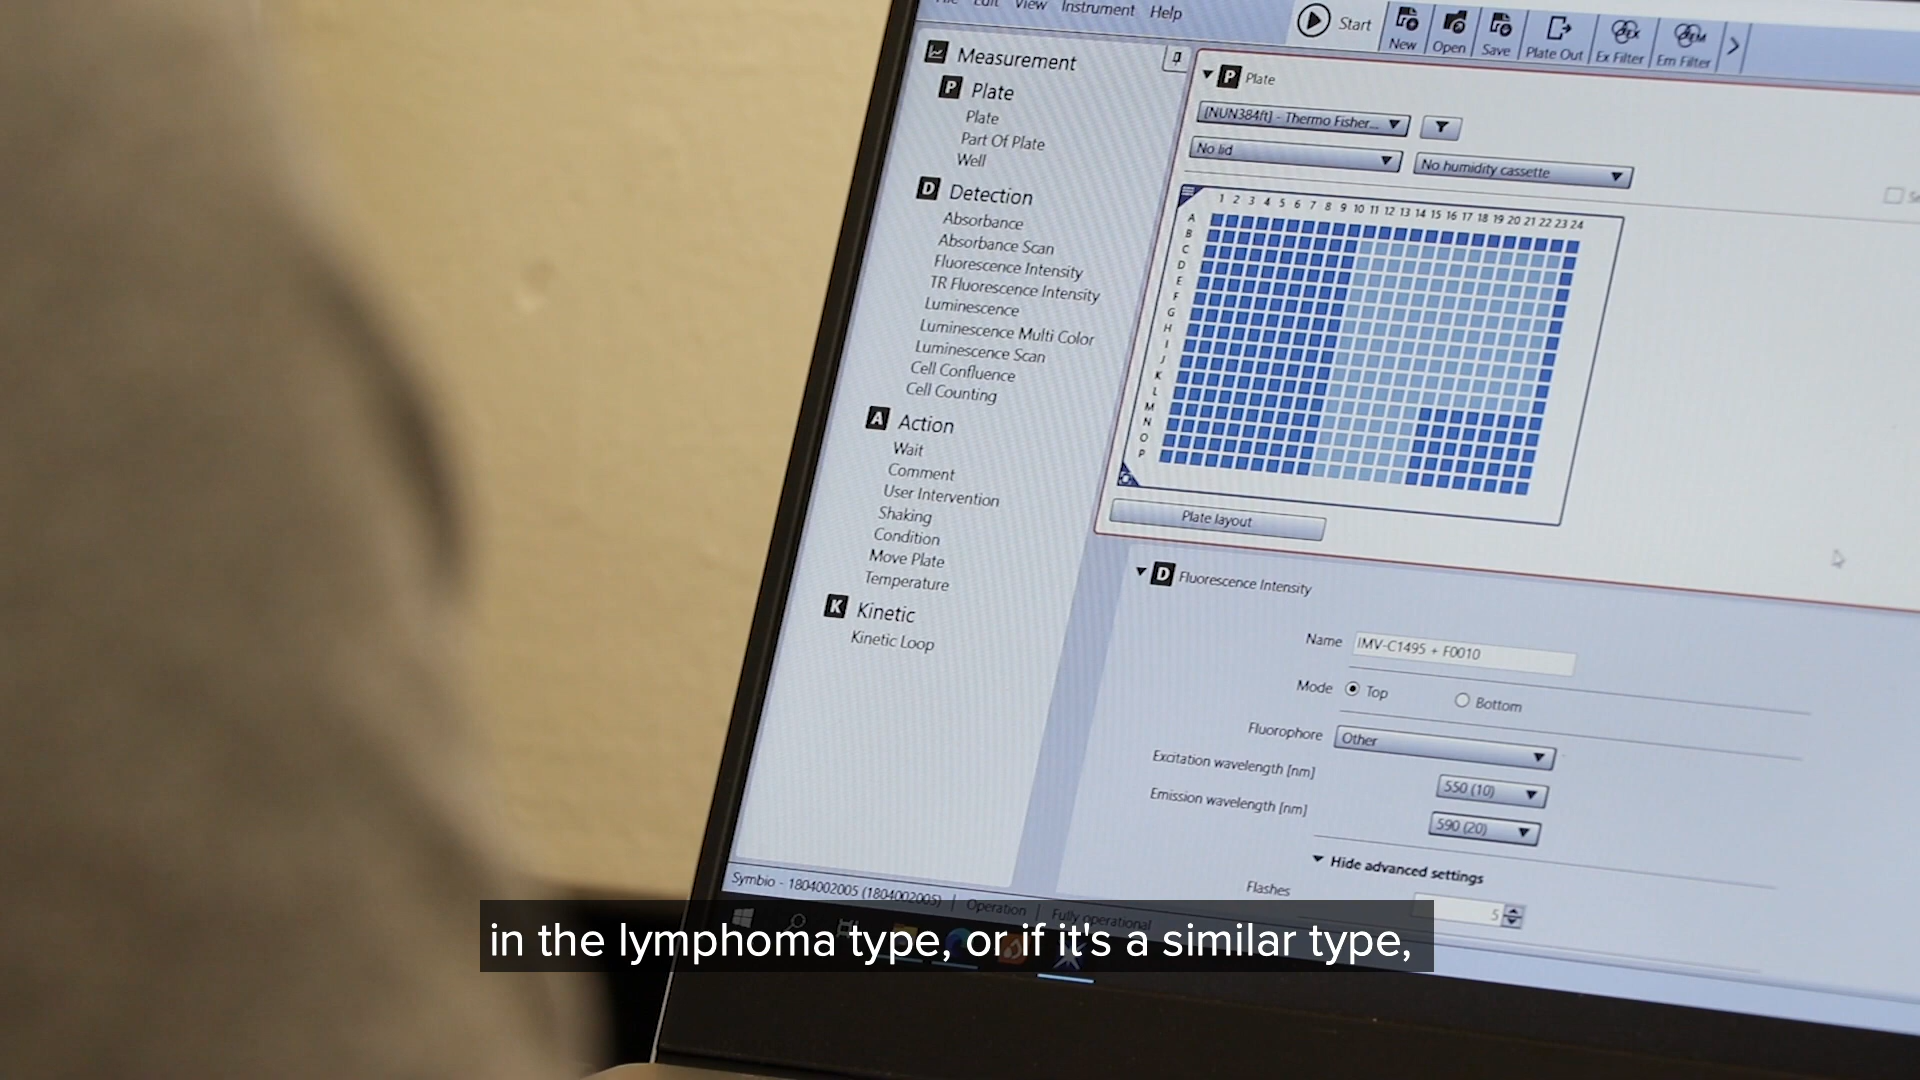 File Edit View Instrument Help
Start
New
Open
Save
Plate Out
Ex Filter
Em Filter
Measurement
P Plate
Plate
Part Of Plate
Well
D Detection
Absorbance
Absorbance Scan
Fluorescence Intensity
TR Fluorescence Intensity
Luminescence
Luminescence Multi Color
Luminescence Scan
Cell Confluence
Cell Counting
A Action
Wait
Comment
User Intervention
Shaking
Condition
Move Plate
Temperature
K Kinetic
Kinetic Loop
P Plate
[NUN384ft] - Thermo Fisher...
No lid
No humidity cassette
1 2 3 4 5 6 7 8 9 10 11 12 13 14 15 16 17 18 19 20 21 22 23 24
A
B
C
D
E
F
G
H
I
J
K
L
M
N
O
P
Plate layout
D Fluorescence Intensity
Name IMV-C1495 + F0010
Mode Top Bottom
Fluorophore Other
Excitation wavelength [nm] 550 (10)
Emission wavelength [nm] 590 (20)
Hide advanced settings
Flashes 5
Symbio - 1804002005 (1804002005) | Operation | Fully operational
in the lymphoma type, or if it's a similar type,